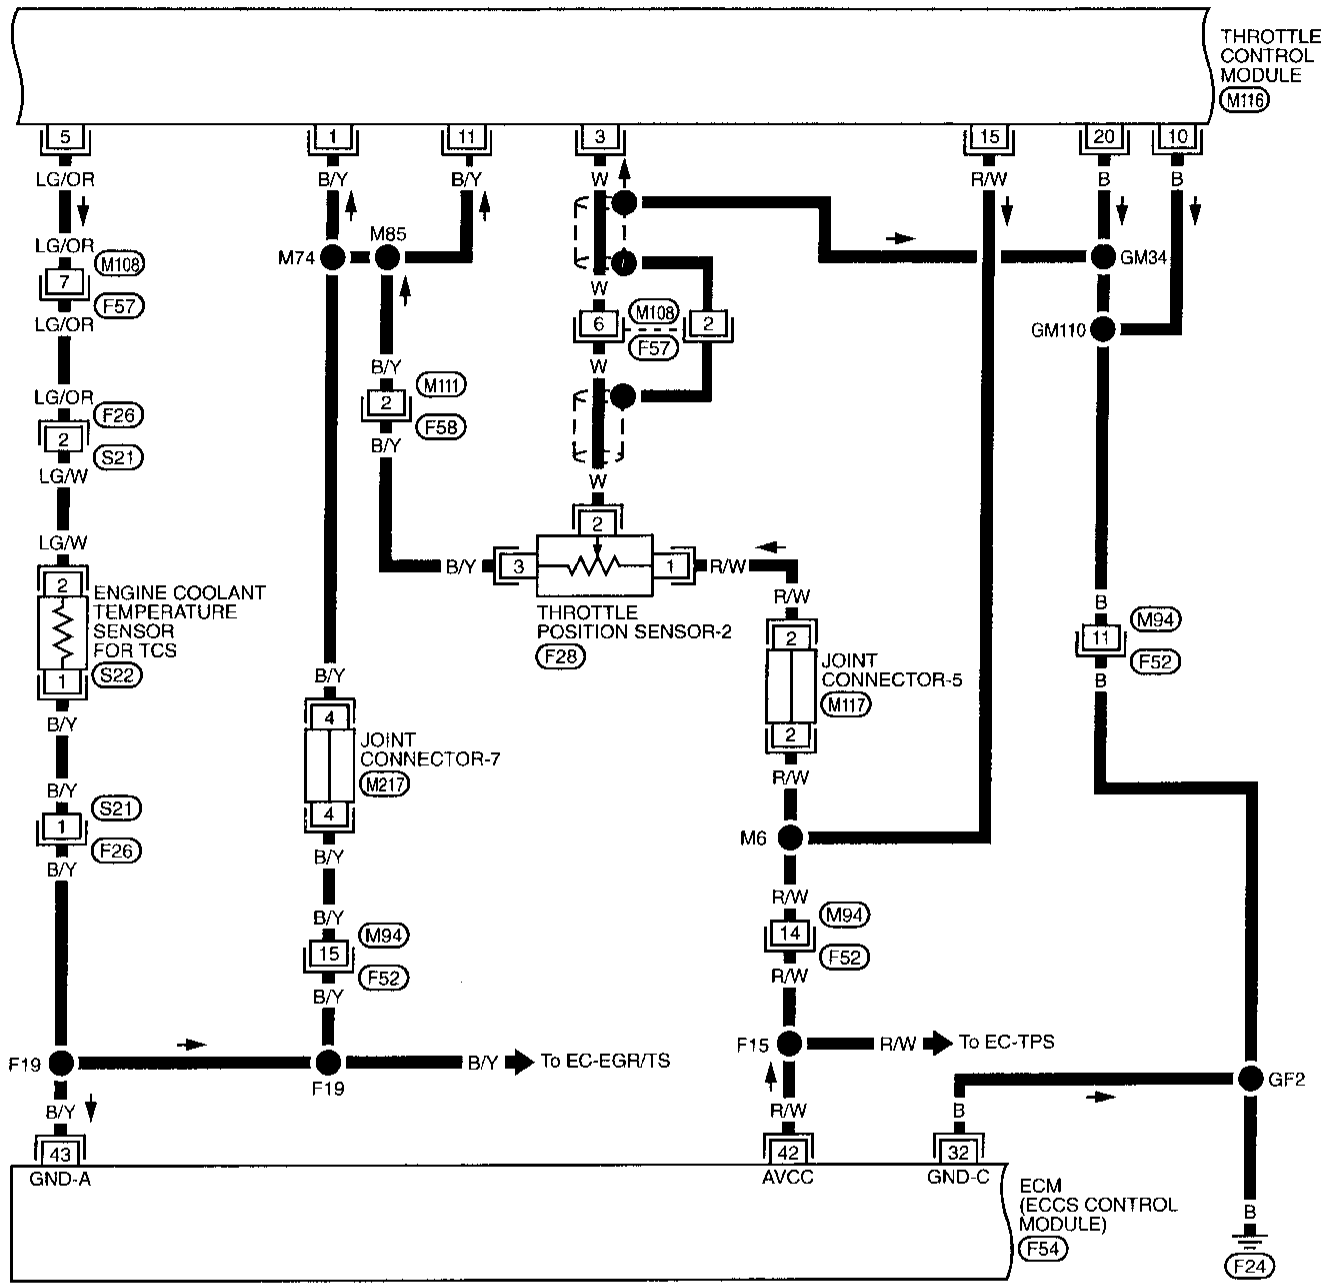 THROTTLE
CONTROL
MODULE
M116
5
1
11
3
15
20
10
LG/OR
B/Y
B/Y
W
R/W
B
B
M85
M74
LG/OR
M108
7
F57
LG/OR
GM34
GM110
W
6
M108
2
F57
W
B/Y
M111
2
F58
B/Y
LG/OR
F26
2
S21
LG/W
W
LG/W
2
ENGINE COOLANT
TEMPERATURE
SENSOR
FOR TCS
S22
1
B/Y
B/Y
3
2
1
R/W
THROTTLE
POSITION SENSOR-2
F28
R/W
2
JOINT
CONNECTOR-5
M117
2
R/W
B
M94
11
F52
B
B/Y
4
JOINT
CONNECTOR-7
M217
4
B/Y
B/Y
S21
1
F26
B/Y
M6
R/W
M94
14
F52
R/W
B/Y
M94
15
F52
B/Y
F19
F19
B/Y
To EC-EGR/TS
F15
R/W
To EC-TPS
GF2
B/Y
R/W
B
43
GND-A
42
AVCC
32
GND-C
ECM
(ECCS CONTROL
MODULE)
F54
B
F24